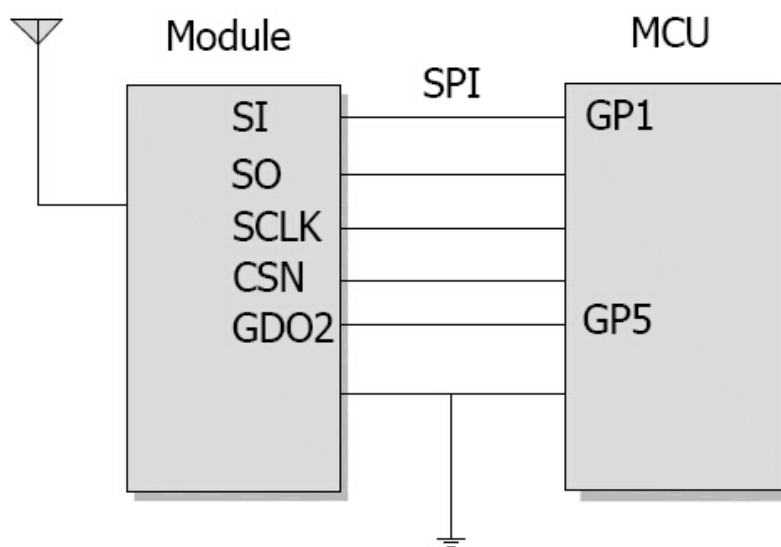 Module
MCU
SPI
SI
GP1
SO
SCLK
CSN
GDO2
GP5